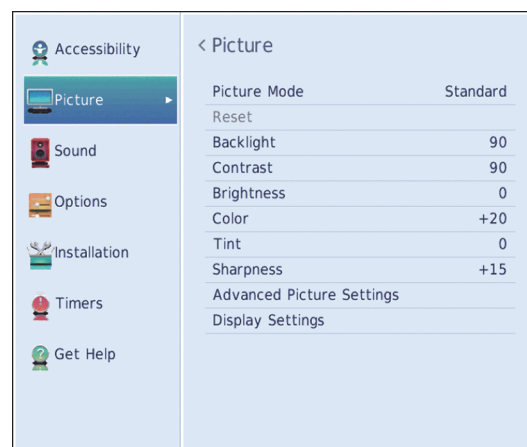 Accessibility
Picture
Sound
Options
Installation
Timers
Get Help
< Picture
Picture Mode Standard
Reset
Backlight 90
Contrast 90
Brightness 0
Color +20
Tint 0
Sharpness +15
Advanced Picture Settings
Display Settings